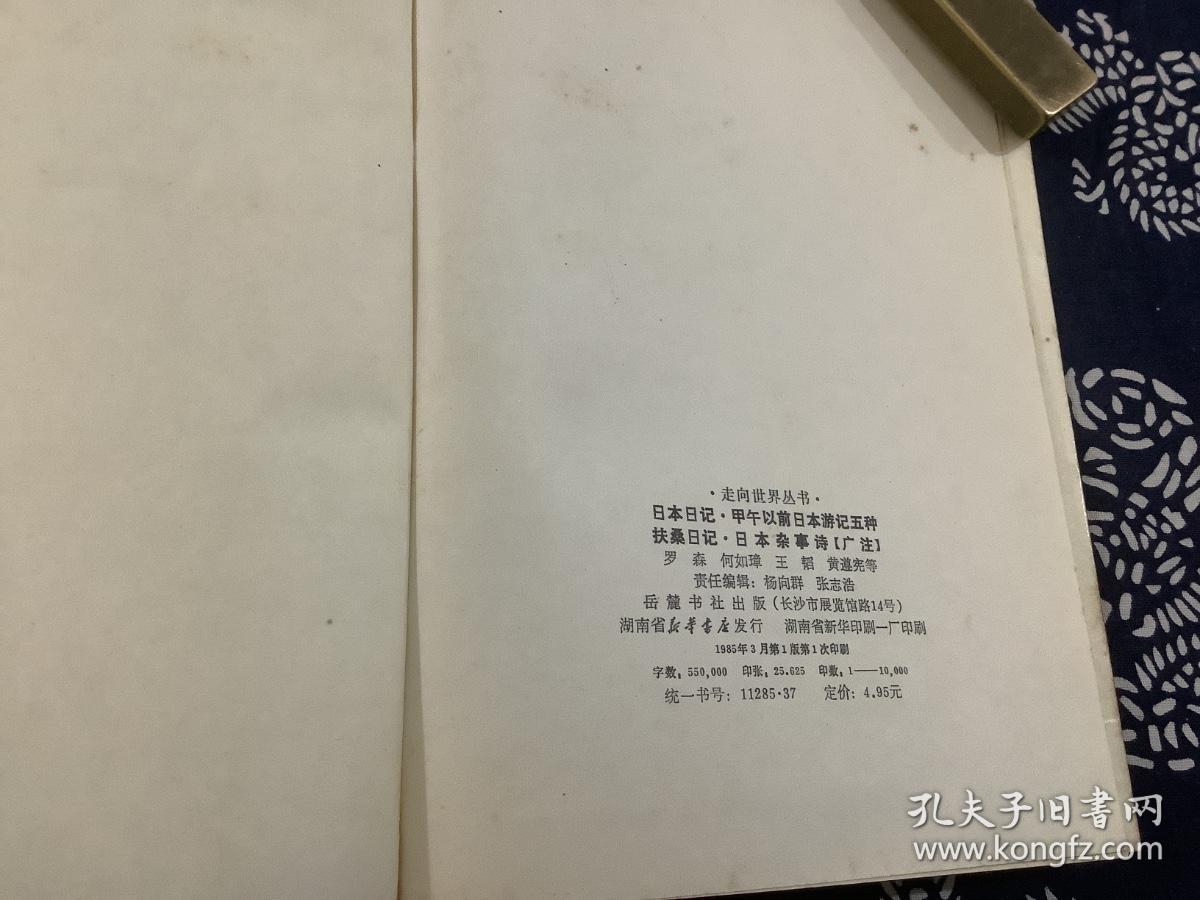 ·走向世界丛书·
日本日记·甲午以前日本游记五种
扶桑日记·日本杂事诗【广注】
罗 森 何如璋 王 韬 黄遵宪等
责任编辑：杨向群 张志浩
岳麓书社出版（长沙市展览馆路14号）
湖南省新华书店发行 湖南省新华印刷一厂印刷
1985年3月第1版第1次印刷
字数：550,000 印张：25.625 印数：1——10,000
统一书号：11285·37 定价：4.95元
孔夫子旧书网
www.kongfz.com